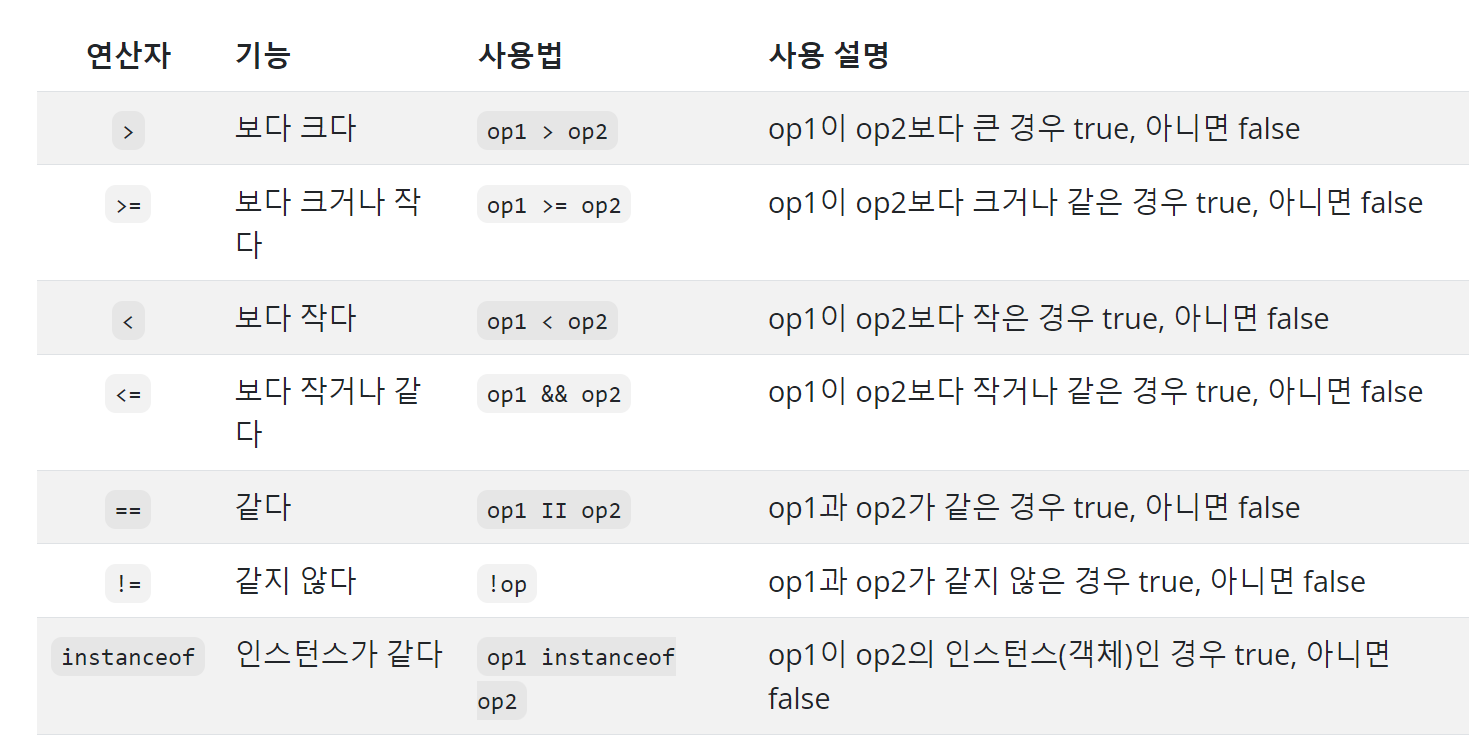 연산자 기능 사용법 사용 설명
> 보다 크다 op1 > op2 op1이 op2보다 큰 경우 true, 아니면 false
>= 보다 크거나 작 op1 >= op2 op1이 op2보다 크거나 같은 경우 true, 아니면 false
다
< 보다 작다 op1 < op2 op1이 op2보다 작은 경우 true, 아니면 false
<= 보다 작거나 같 op1 && op2 op1이 op2보다 작거나 같은 경우 true, 아니면 false
다
== 같다 op1 II op2 op1과 op2가 같은 경우 true, 아니면 false
!= 같지 않다 !op op1과 op2가 같지 않은 경우 true, 아니면 false
instanceof 인스턴스가 같다 op1 instanceof op1이 op2의 인스턴스(객체)인 경우 true, 아니면
op2 false